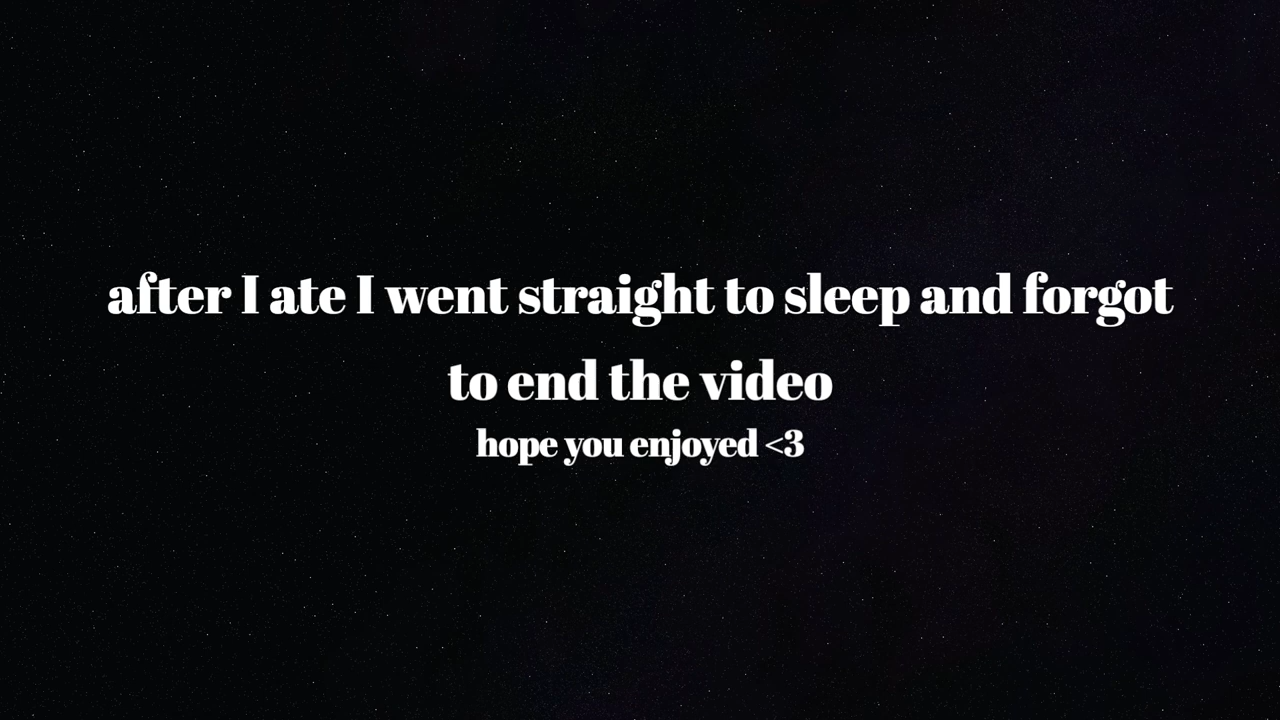 after I ate I went straight to sleep and forgot
to end the video
hope you enjoyed <3